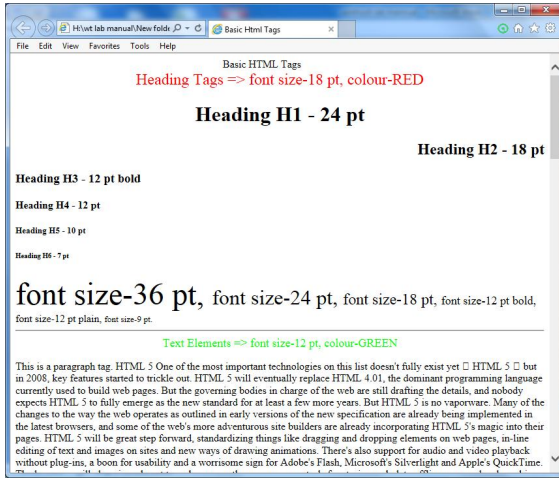 H:\wt lab manual\New folde
Basic Html Tags
File Edit View Favorites Tools Help
Basic HTML Tags
Heading Tags => font size-18 pt, colour-RED
Heading H1 - 24 pt
Heading H2 - 18 pt
Heading H3 - 12 pt bold
Heading H4 - 12 pt
Heading H5 - 10 pt
Heading H6 - 7 pt
font size-36 pt, font size-24 pt, font size-18 pt, font size-12 pt bold,
font size-12 pt plain, font size-9 pt.
Text Elements => font size-12 pt, colour-GREEN
This is a paragraph tag. HTML 5 One of the most important technologies on this list doesn't fully exist yet □ HTML 5 □ but
in 2008, key features started to trickle out. HTML 5 will eventually replace HTML 4.01, the dominant programming language
currently used to build web pages. But the governing bodies in charge of the web are still drafting the details, and nobody
expects HTML 5 to fully emerge as the new standard for at least a few more years. But HTML 5 is no vaporware. Many of the
changes to the way the web operates as outlined in early versions of the new specification are already being implemented in
the latest browsers, and some of the web's more adventurous site builders are already incorporating HTML 5's magic into their
pages. HTML 5 will be great step forward, standardizing things like dragging and dropping elements on web pages, in-line
editing of text and images on sites and new ways of drawing animations. There's also support for audio and video playback
without plug-ins, a boon for usability and a worrisome sign for Adobe's Flash, Microsoft's Silverlight and Apple's QuickTime.